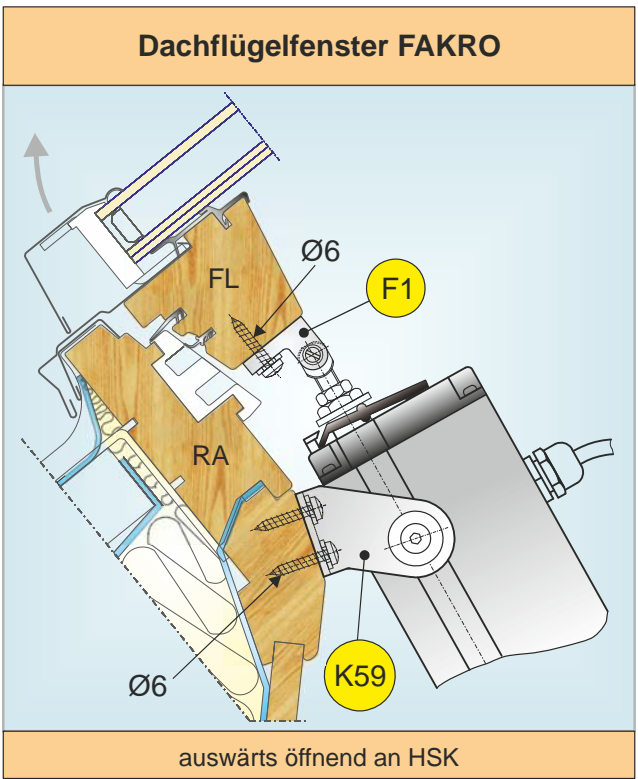 Dachflügelfenster FAKRO
Ø6
FL
F1
RA
Ø6
K59
auswärts öffnend an HSK